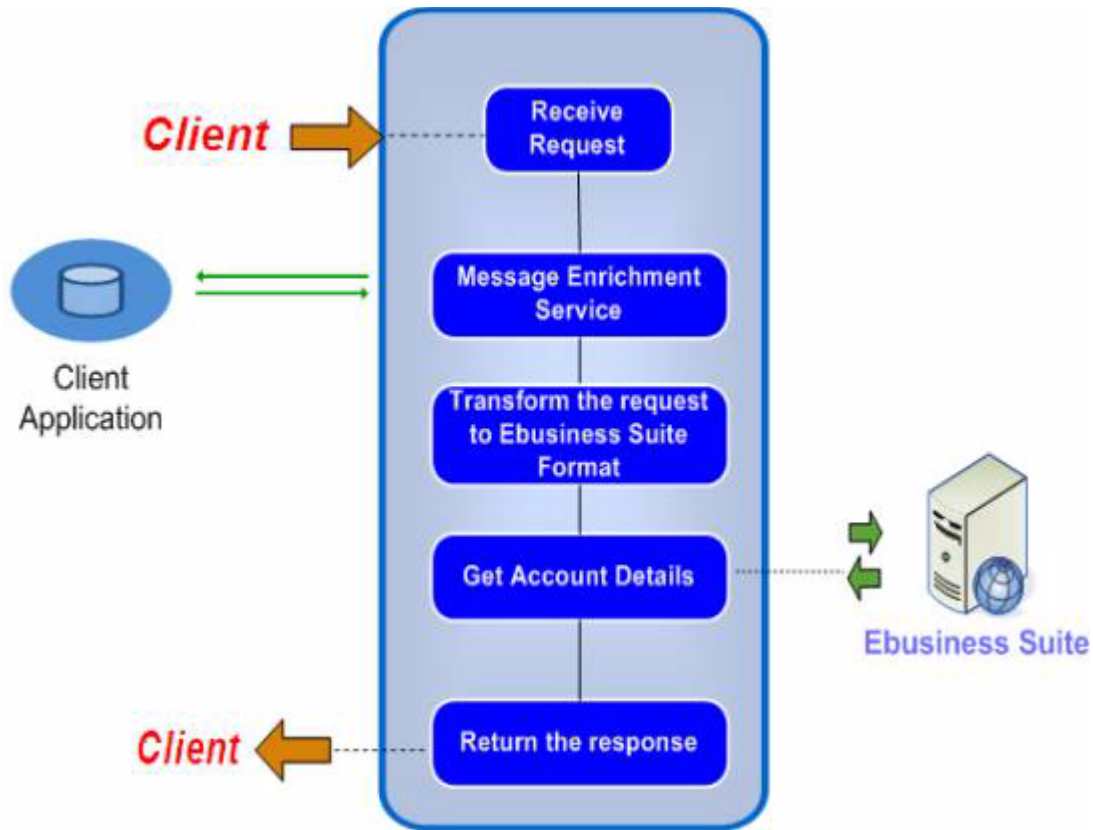 Client
Receive
Request
Message Enrichment
Service
Client
Application
Transform the request
to Ebusiness Suite
Format
Get Account Details
Ebusiness Suite
Return the response
Client